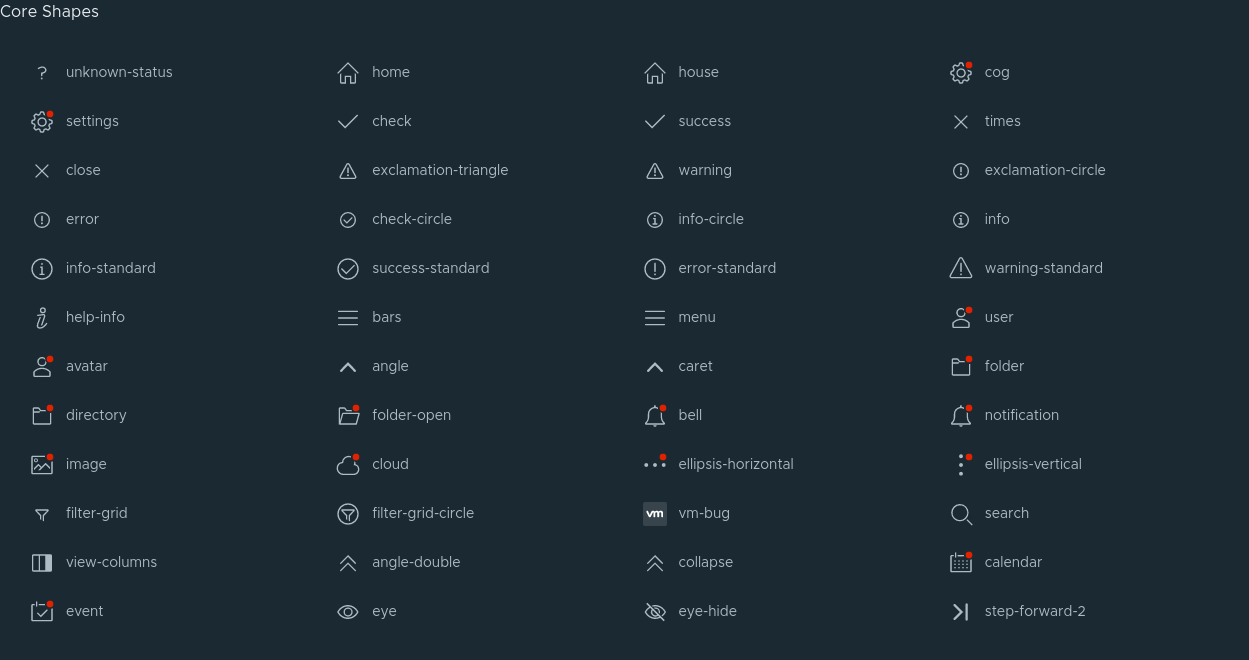 Core Shapes
unknown-status home house cog
settings check success times
close exclamation-triangle warning exclamation-circle
error check-circle info-circle info
info-standard success-standard error-standard warning-standard
help-info bars menu user
avatar angle caret folder
directory folder-open bell notification
image cloud ellipsis-horizontal ellipsis-vertical
filter-grid filter-grid-circle vm vm-bug search
view-columns angle-double collapse calendar
event eye eye-hide step-forward-2